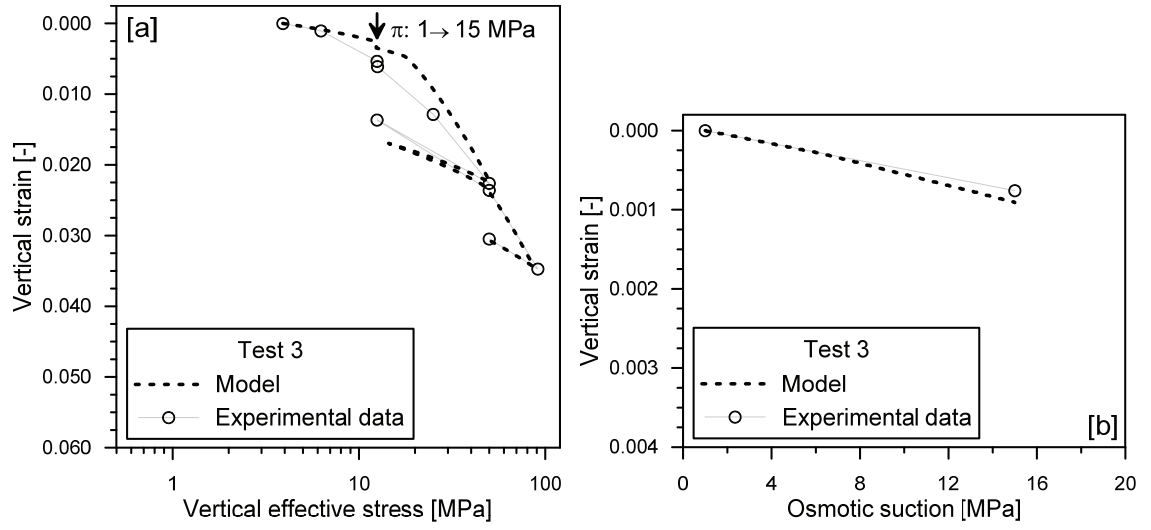 [a]
π: 1→ 15 MPa
0.000
0.010
0.020
0.030
0.040
0.050
0.060
Vertical strain [-]
Test 3
Model
Experimental data
1
10
100
Vertical effective stress [MPa]
0.000
0.001
0.002
0.003
0.004
Vertical strain [-]
Test 3
Model
Experimental data
[b]
0
4
8
12
16
20
Osmotic suction [MPa]